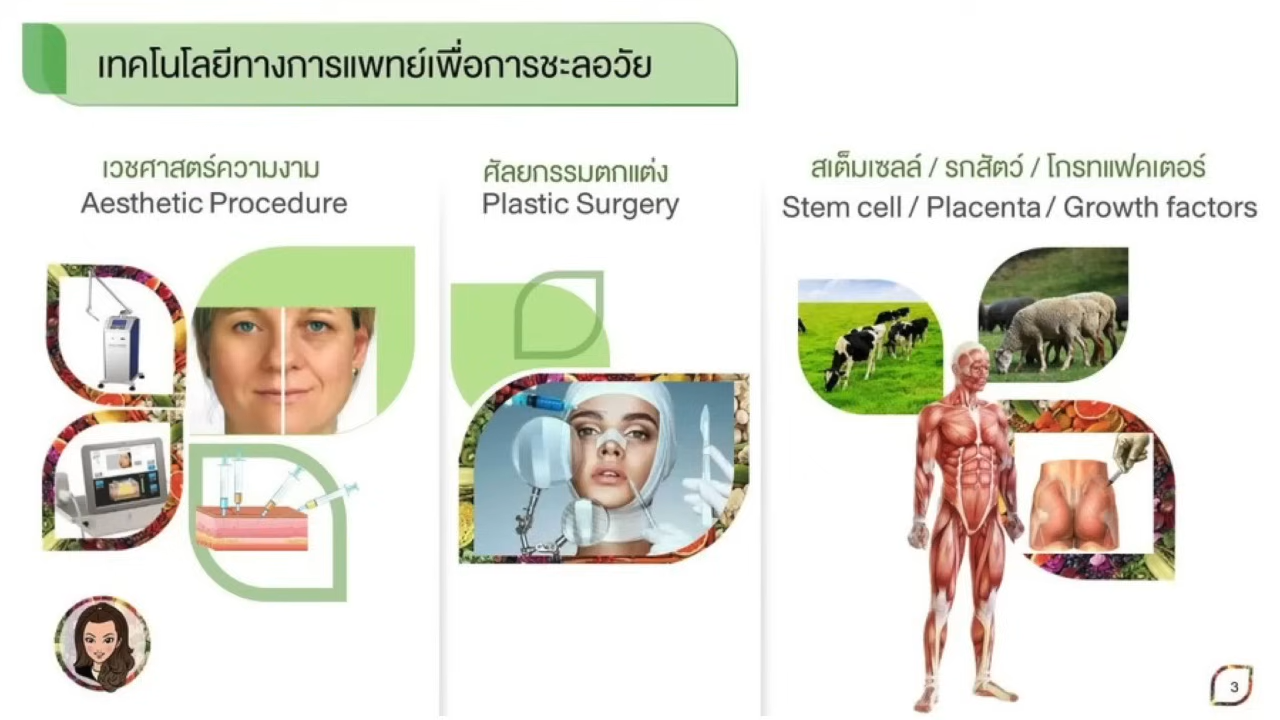 เทคโนโลยีทางการแพทย์เพื่อการชะลอวัย
เวชศาสตร์ความงาม
Aesthetic Procedure
ศัลยกรรมตกแต่ง
Plastic Surgery
สเต็มเซลล์ / รกสัตว์ / โกรทแฟคเตอร์
Stem cell / Placenta / Growth factors
3